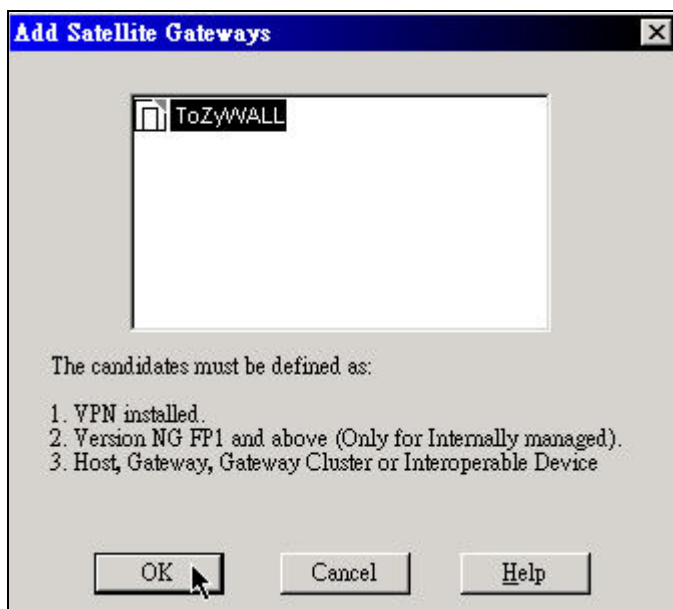 Add Satellite Gateways
ToZyWALL
The candidates must be defined as:
1. VPN installed.
2. Version NG FP1 and above (Only for Internally managed).
3. Host, Gateway, Gateway Cluster or Interoperable Device
OK Cancel Help